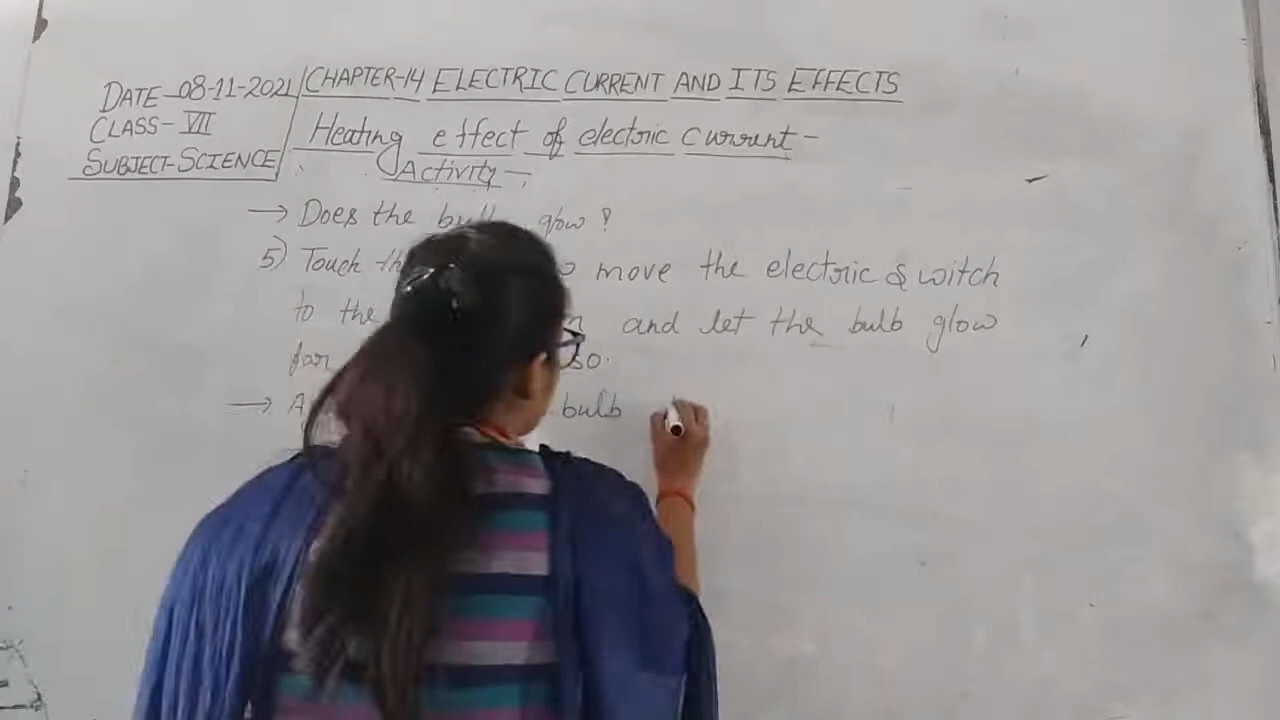 DATE-08-11-2021
CLASS-VII
SUBJECT-SCIENCE
CHAPTER-14 ELECTRIC CURRENT AND ITS EFFECTS
Heating effect of electric current-
Activity-
→ Does the bulb glow?
5) Touch move the electric switch
to the and let the bulb glow
for so.
→ bulb